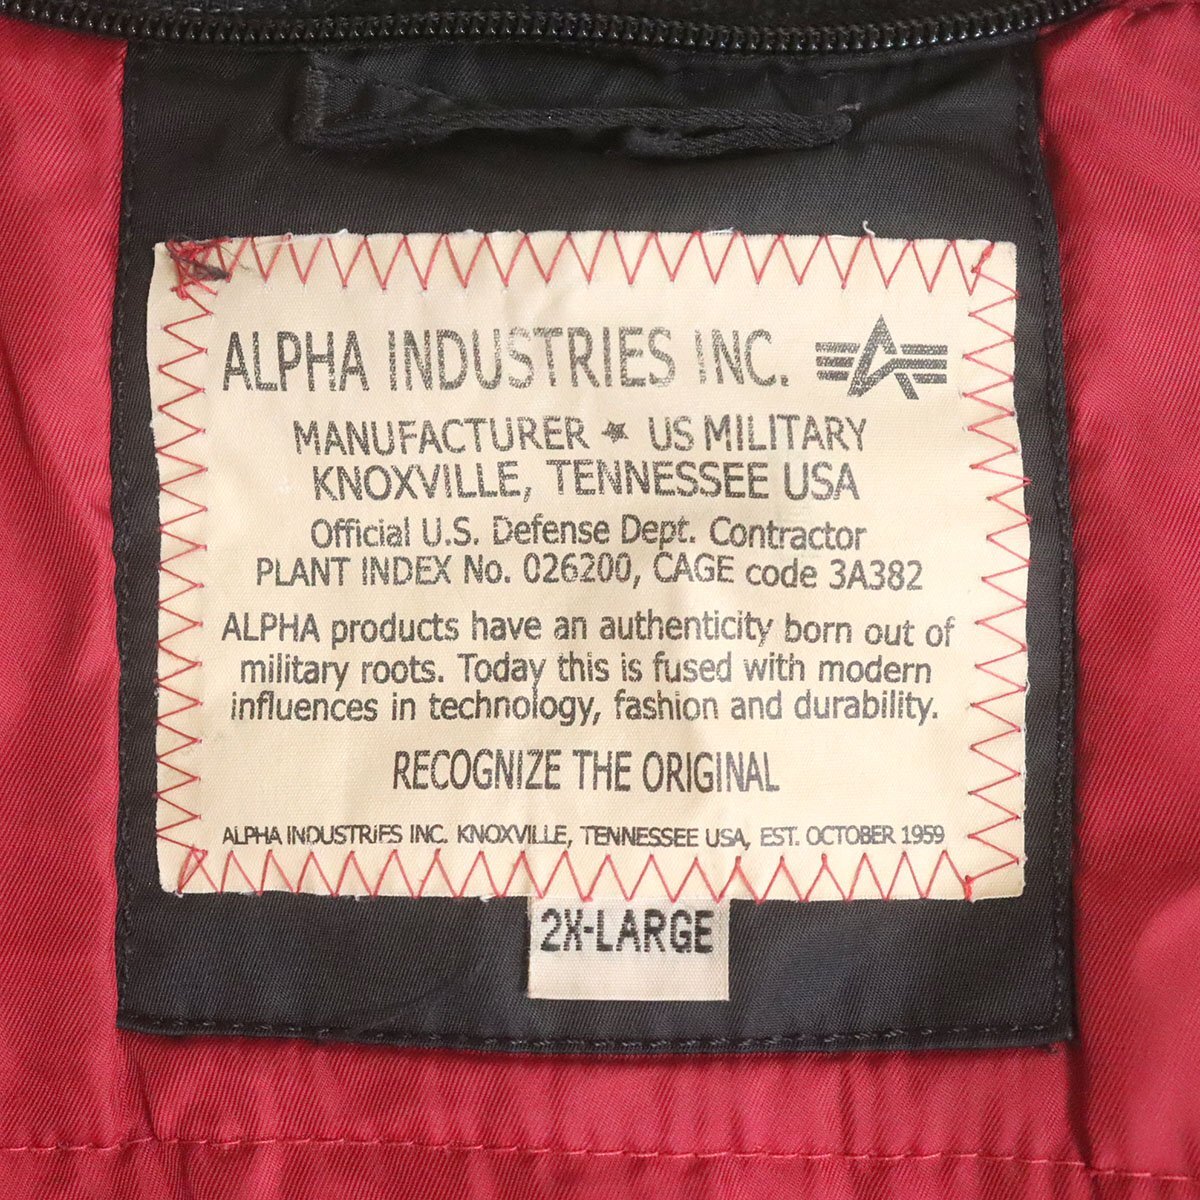 ALPHA INDUSTRIES INC.
MANUFACTURER ★ US MILITARY
KNOXVILLE, TENNESSEE USA
Official U.S. Defense Dept. Contractor
PLANT INDEX No. 026200, CAGE code 3A382
ALPHA products have an authenticity born out of
military roots. Today this is fused with modern
influences in technology, fashion and durability.
RECOGNIZE THE ORIGINAL
ALPHA INDUSTRiES INC. KNOXVILLE, TENNESSEE USA, EST. OCTOBER 1959
2X-LARGE